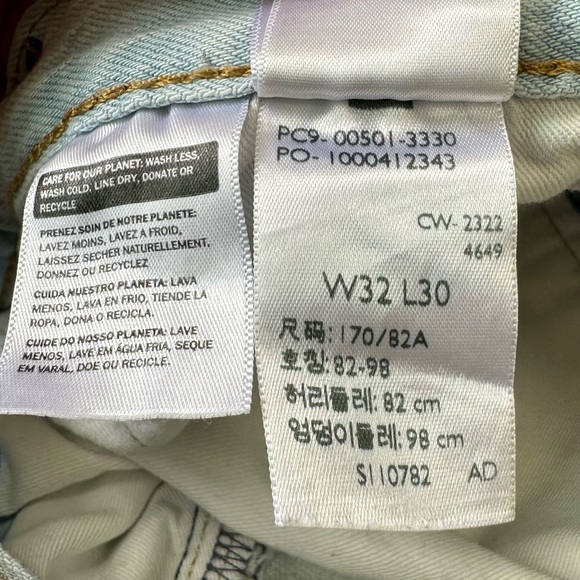 CARE FOR OUR PLANET: WASH LESS,
WASH COLD, LINE DRY, DONATE OR
RECYCLE
PRENEZ SOIN DE NOTRE PLANETE:
LAVEZ MOINS, LAVEZ A FROID,
LAISSEZ SECHER NATURELLEMENT,
DONNEZ OU RECYCLEZ
CUIDA NUESTRO PLANETA: LAVA
MENOS, LAVA EN FRIO, TIENDE LA
ROPA, DONA O RECICLA.
CUIDE DO NOSSO PLANETA: LAVE
MENOS, LAVE EM ÁGUA FRIA, SEQUE
EM VARAL, DOE OU RECICLE.
PC9- 00501-3330
PO- 1000412343
CW- 2322
4649
W32 L30
尺码: 170/82A
호칭: 82-98
허리둘레: 82 cm
엉덩이둘레: 98 cm
S110782 AD